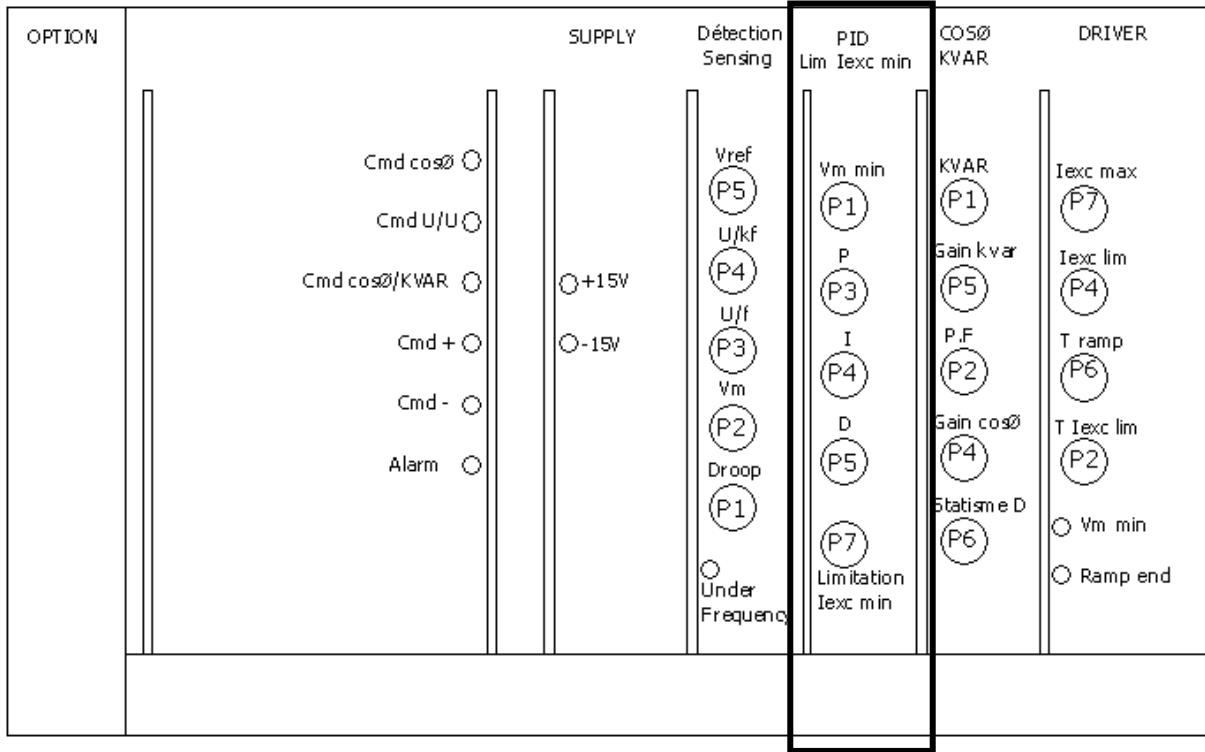 OPTION
Cmd cosØ
Cmd U/U
Cmd cosØ/KVAR
Cmd +
Cmd -
Alarm
SUPPLY
+15V
-15V
Détection
Sensing
Vref
P5
U/kf
P4
U/f
P3
Vm
P2
Droop
P1
Under
Frequency
PID
Lim Iexc min
Vm min
P1
P
P3
I
P4
D
P5
P7
Limitation
Iexc min
COSØ
KVAR
KVAR
P1
Gain kvar
P5
P.F
P2
Gain cosØ
P4
Statisme D
P6
DRIVER
Iexc max
P7
Iexc lim
P4
T ramp
P6
T Iexc lim
P2
Vm min
Ramp end